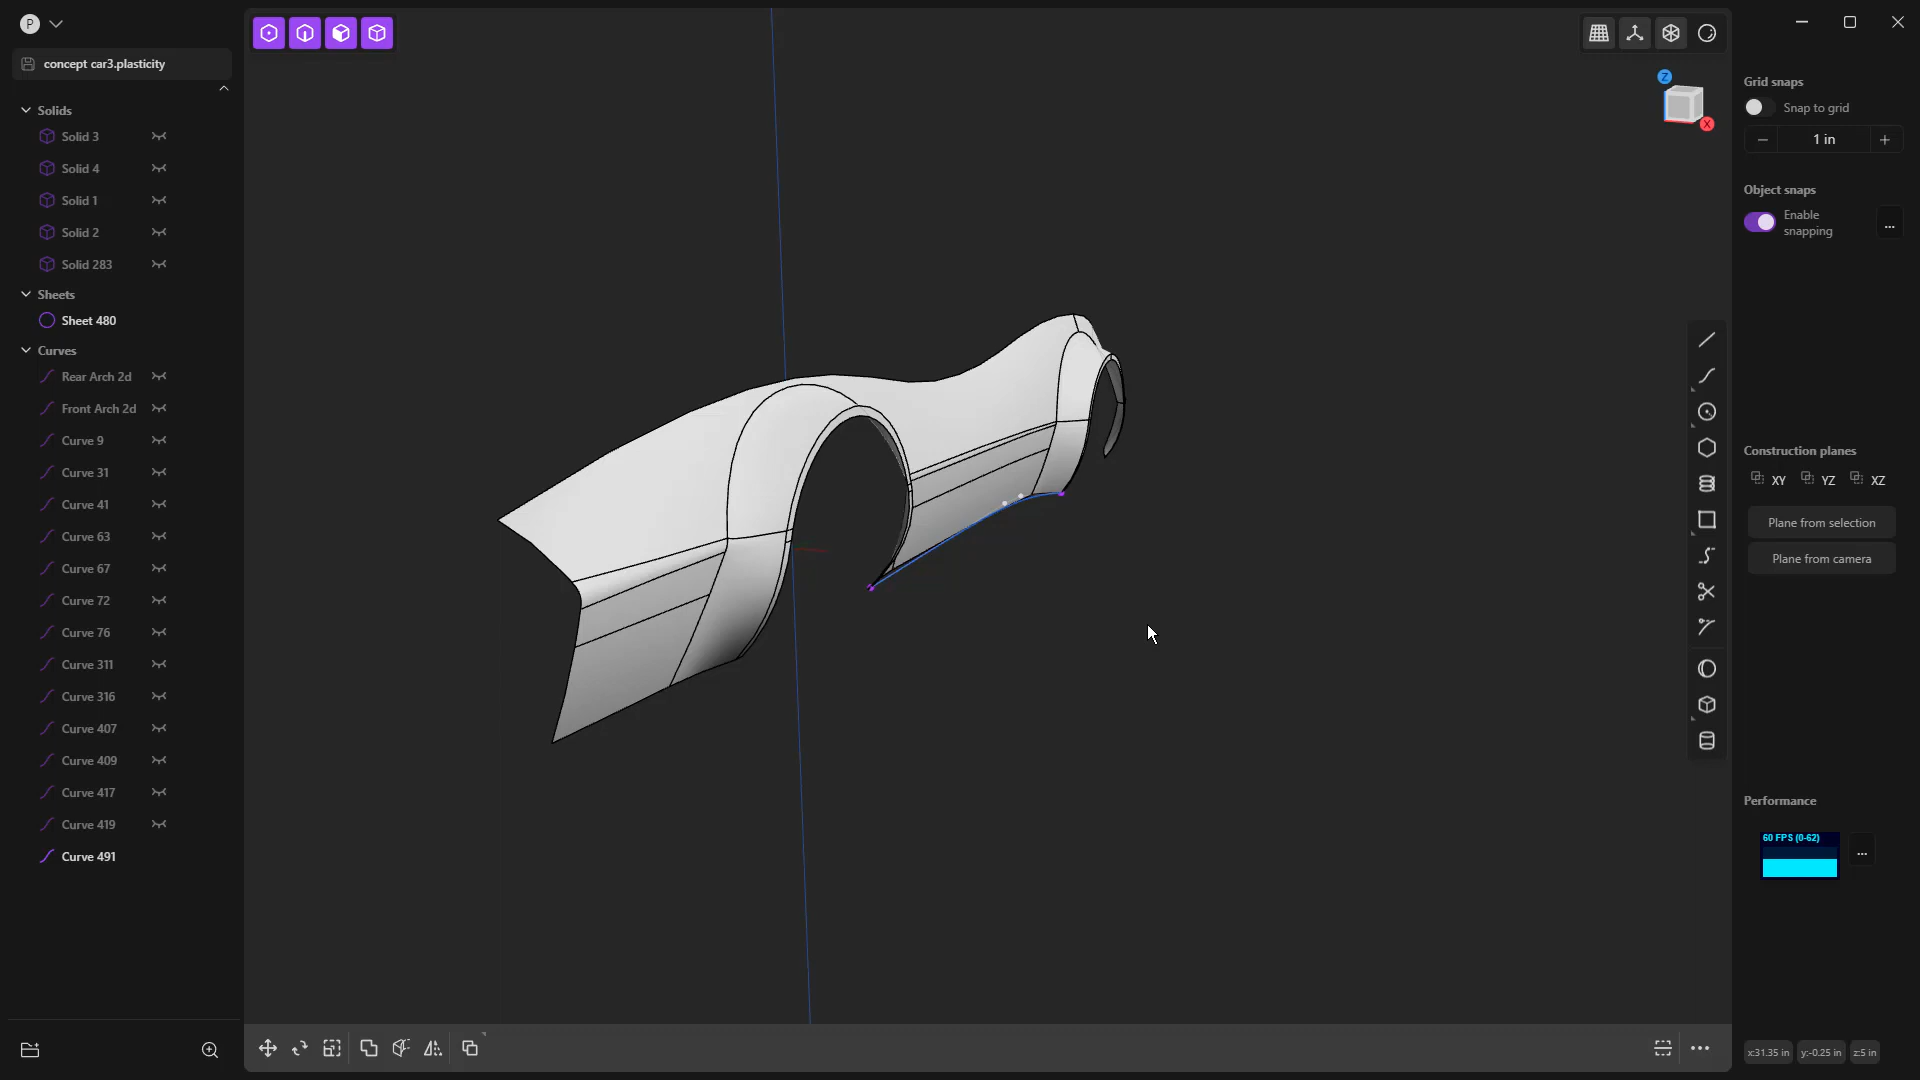 P
concept car3.plasticity
Solids
Solid 3
Solid 4
Solid 1
Solid 2
Solid 283
Sheets
Sheet 480
Curves
Rear Arch 2d
Front Arch 2d
Curve 9
Curve 31
Curve 41
Curve 63
Curve 67
Curve 72
Curve 76
Curve 311
Curve 316
Curve 407
Curve 409
Curve 417
Curve 419
Curve 491
Z
X
Grid snaps
Snap to grid
1 in
Object snaps
Enable
snapping
...
Construction planes
XY YZ XZ
Plane from selection
Plane from camera
Performance
60 FPS (0-62)
...
x:31.35 in y:-0.25 in z:5 in